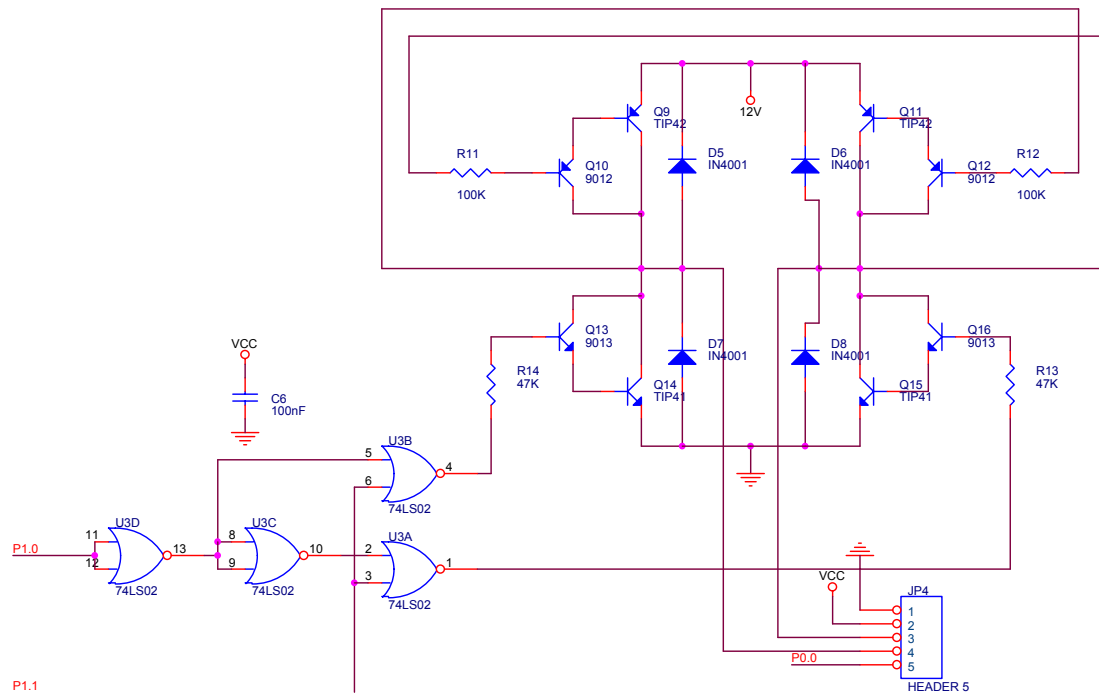 Q9
TIP42
12V
Q11
TIP42
R11
100K
Q10
9012
D5
IN4001
D6
IN4001
Q12
9012
R12
100K
VCC
C6
100nF
R14
47K
Q13
9013
Q14
TIP41
D7
IN4001
D8
IN4001
Q15
TIP41
Q16
9013
R13
47K
U3B
5
6
4
74LS02
P1.0
U3D
11
12
13
74LS02
U3C
8
9
10
74LS02
U3A
2
3
1
74LS02
VCC
JP4
1
2
3
4
5
P0.0
HEADER 5
P1.1